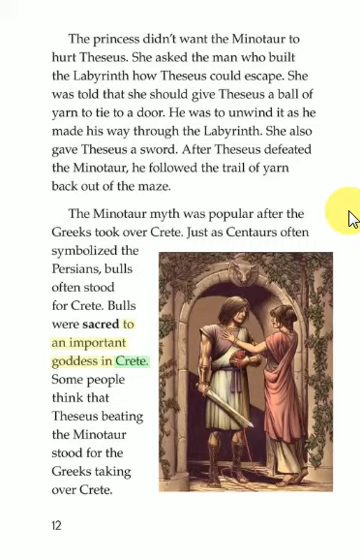 The princess didn't want the Minotaur to
hurt Theseus. She asked the man who built
the Labyrinth how Theseus could escape. She
was told that she should give Theseus a ball of
yarn to tie to a door. He was to unwind it as he
made his way through the Labyrinth. She also
gave Theseus a sword. After Theseus defeated
the Minotaur, he followed the trail of yarn
back out of the maze.
The Minotaur myth was popular after the
Greeks took over Crete. Just as Centaurs often
symbolized the
Persians, bulls
often stood
for Crete. Bulls
were sacred to
an important
goddess in Crete.
Some people
think that
Theseus beating
the Minotaur
stood for the
Greeks taking
over Crete.
12